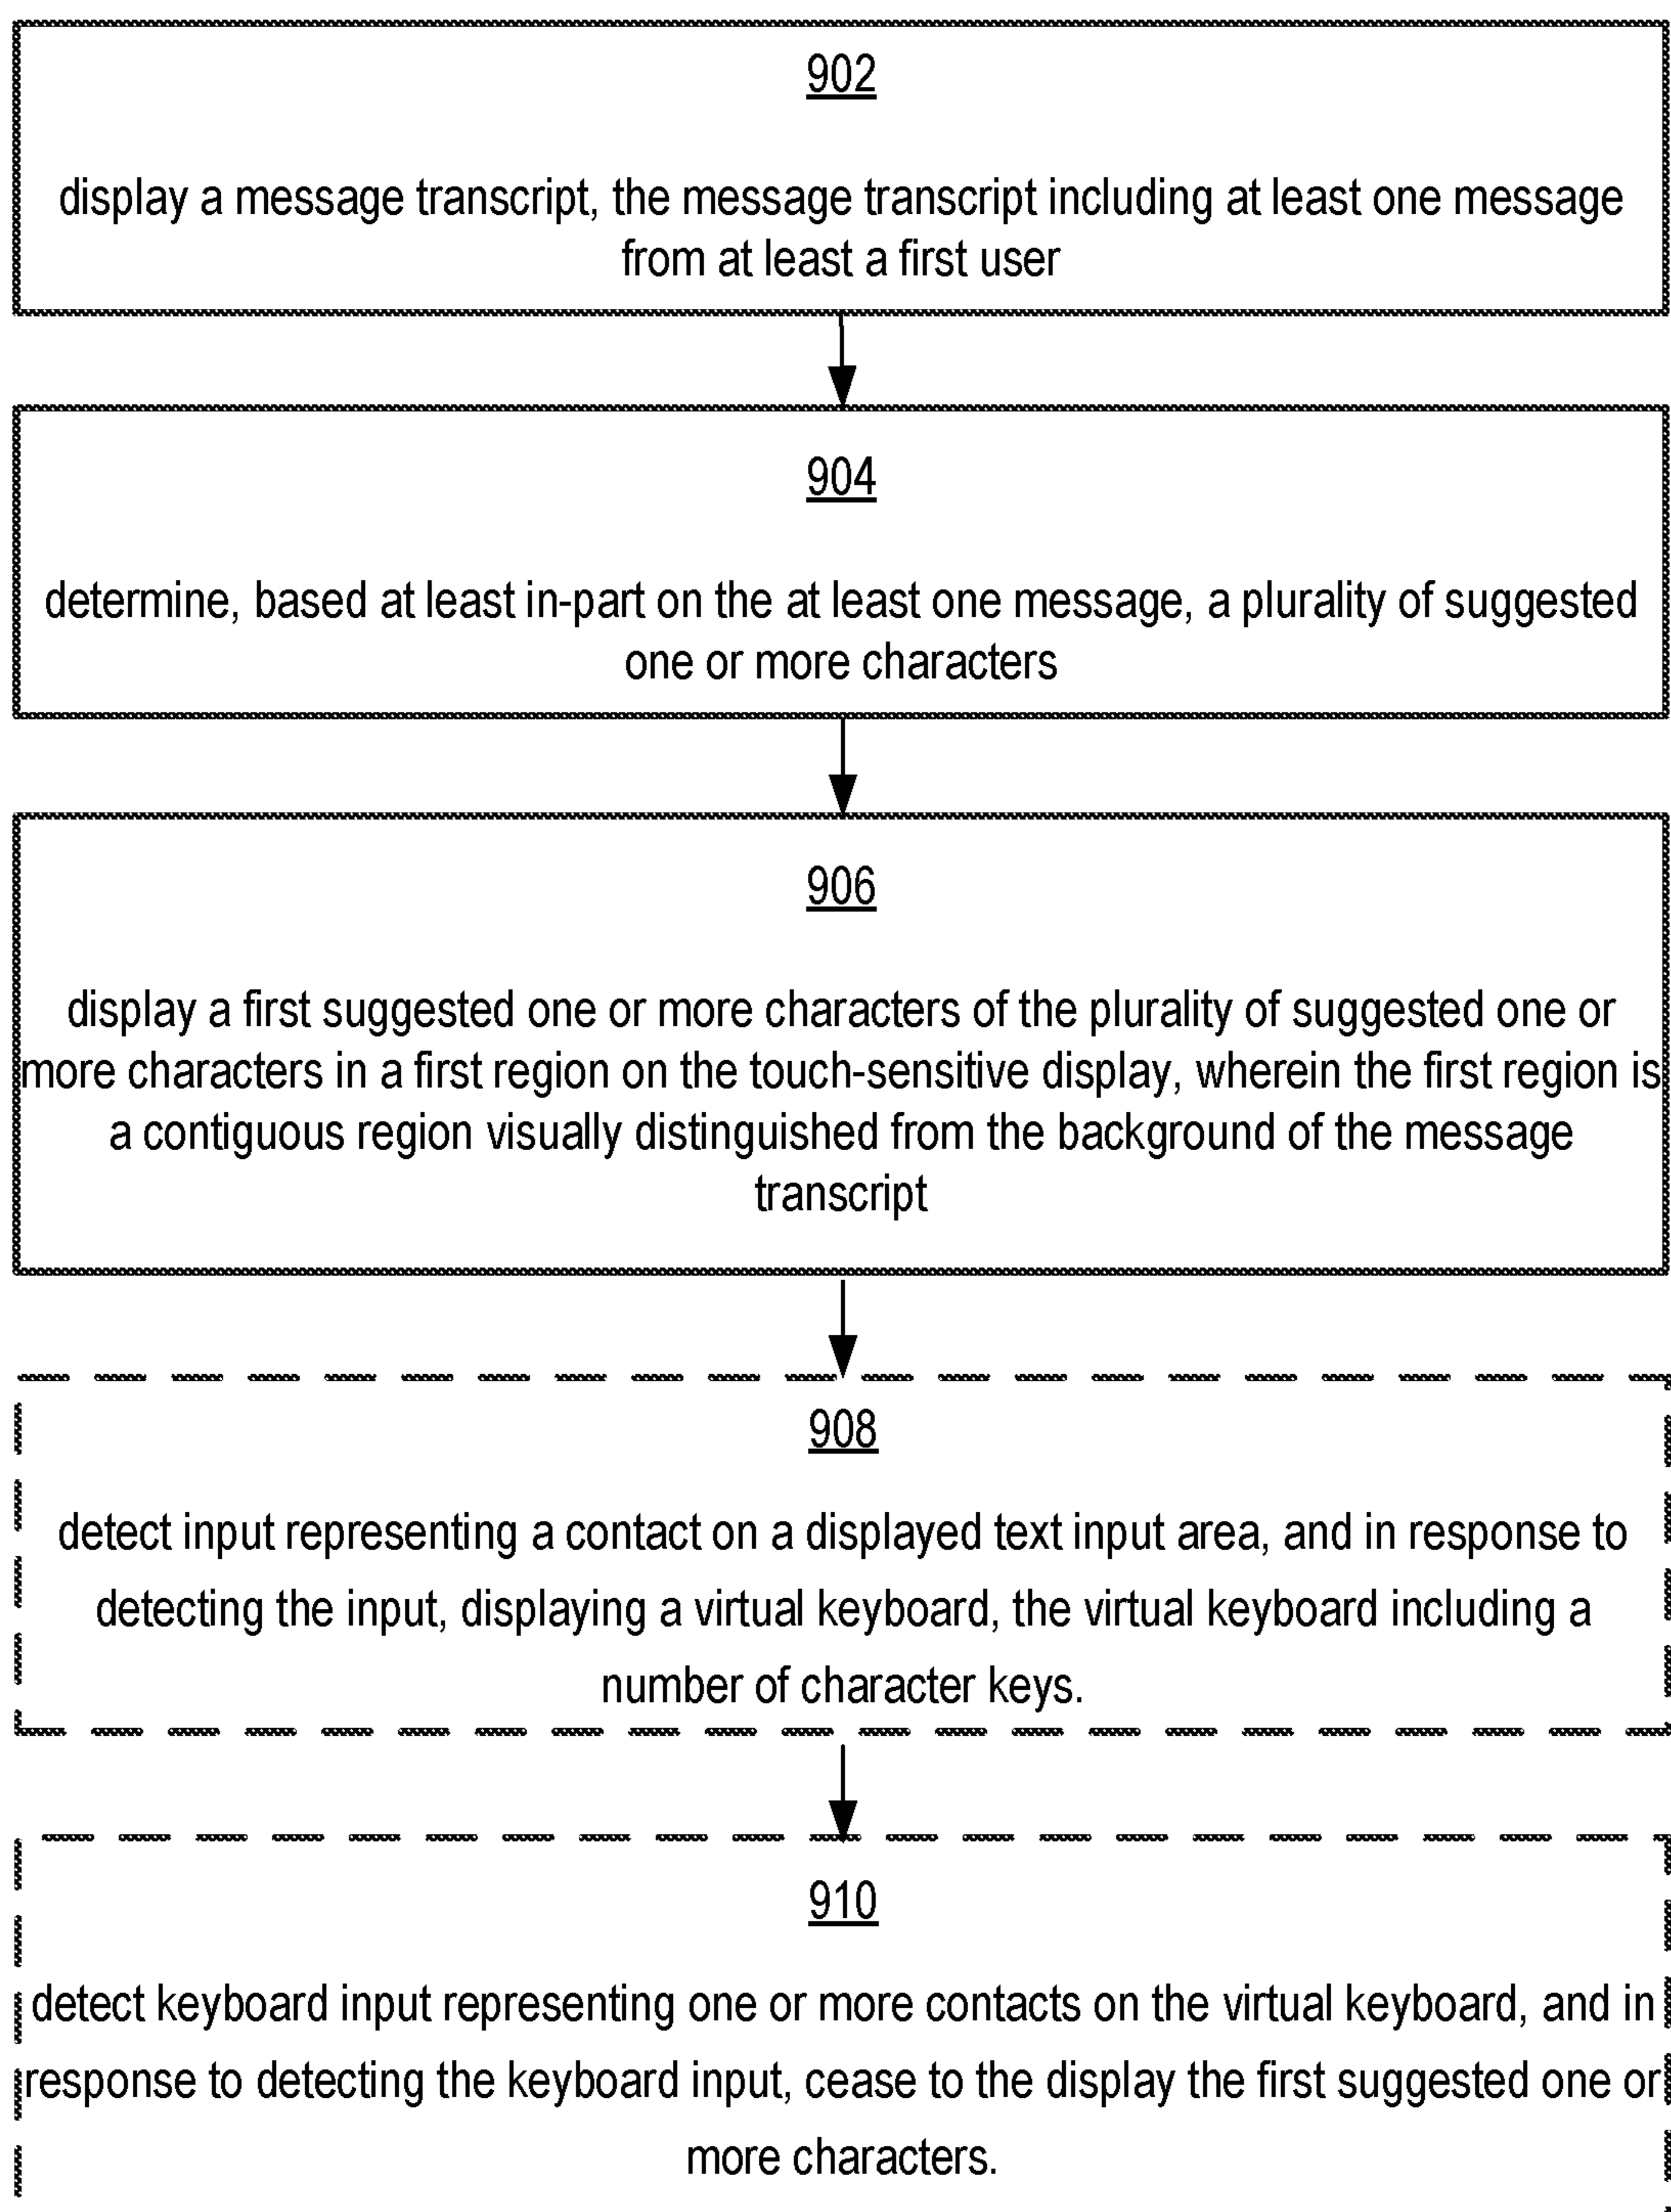 902
display a message transcript, the message transcript including at least one message
from at least a first user
904
determine, based at least in-part on the at least one message, a plurality of suggested
one or more characters
906
display a first suggested one or more characters of the plurality of suggested one or
more characters in a first region on the touch-sensitive display, wherein the first region is
a contiguous region visually distinguished from the background of the message
transcript
908
detect input representing a contact on a displayed text input area, and in response to
detecting the input, displaying a virtual keyboard, the virtual keyboard including a
number of character keys.
910
detect keyboard input representing one or more contacts on the virtual keyboard, and in
response to detecting the keyboard input, cease to the display the first suggested one or
more characters.